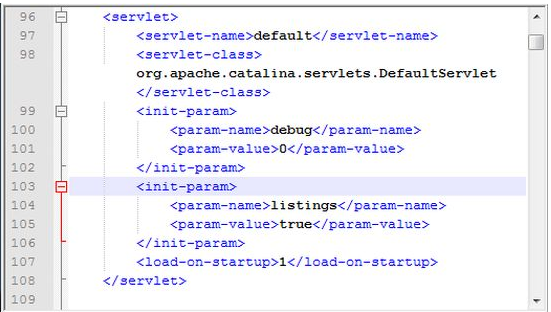 96 <servlet>
97 <servlet-name>default</servlet-name>
98 <servlet-class>
org.apache.catalina.servlets.DefaultServlet
</servlet-class>
99 <init-param>
100 <param-name>debug</param-name>
101 <param-value>0</param-value>
102 </init-param>
103 <init-param>
104 <param-name>listings</param-name>
105 <param-value>true</param-value>
106 </init-param>
107 <load-on-startup>1</load-on-startup>
108 </servlet>
109